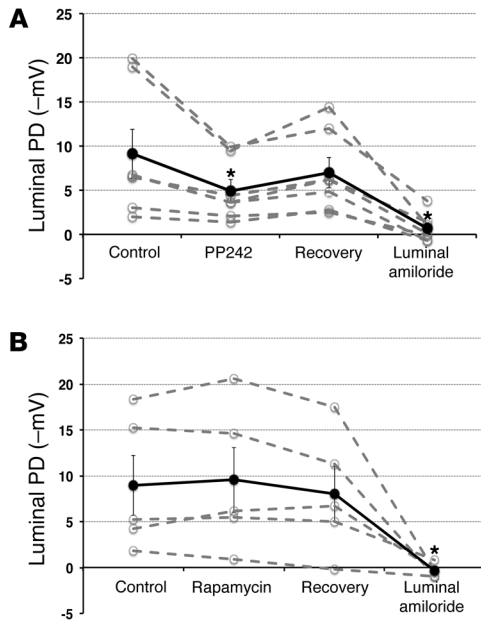 A
25
20
15
10
5
0
-5
Luminal PD (–mV)
*
*
Control PP242 Recovery Luminal
amiloride
B
25
20
15
10
5
0
-5
Luminal PD (–mV)
*
Control Rapamycin Recovery Luminal
amiloride